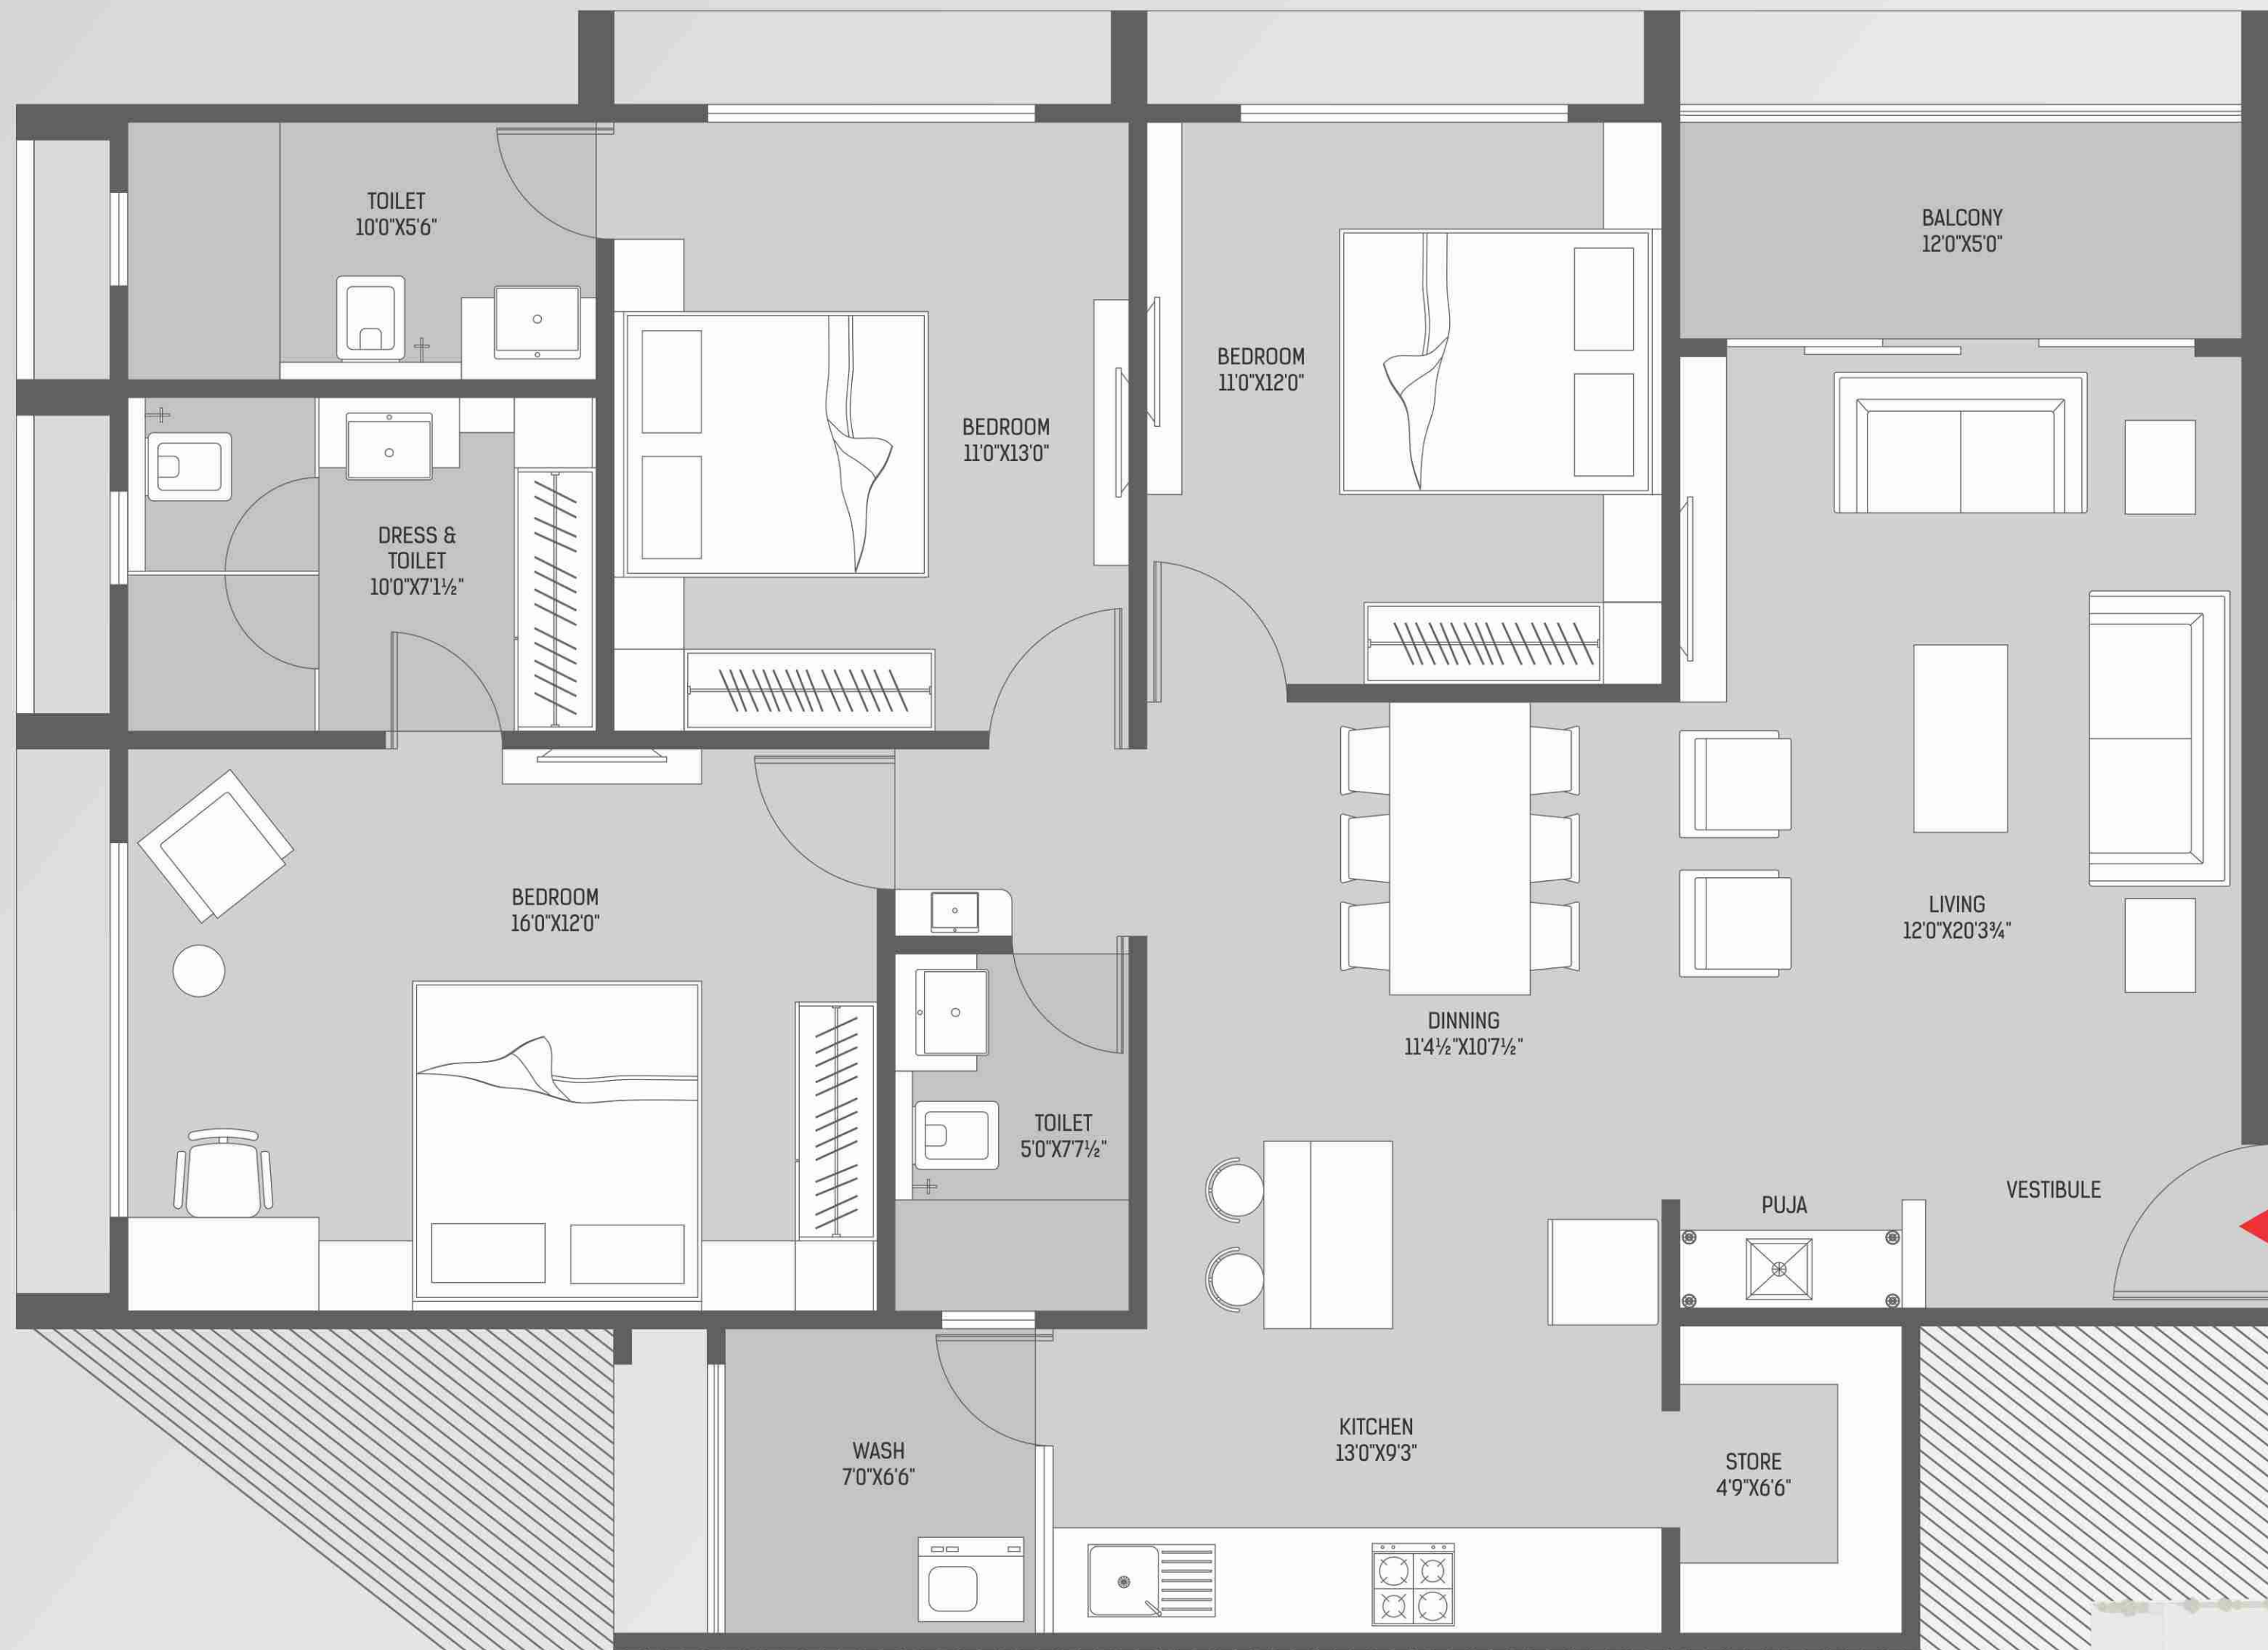 TOILET
10'0"X5'6"
BALCONY
12'0"X5'0"
BEDROOM
11'0"X12'0"
BEDROOM
11'0"X13'0"
DRESS &
TOILET
10'0"X7'1½"
BEDROOM
16'0"X12'0"
LIVING
12'0"X20'3¾"
DINNING
11'4½"X10'7½"
TOILET
5'0"X7'7½"
VESTIBULE
PUJA
KITCHEN
13'0"X9'3"
WASH
7'0"X6'6"
STORE
4'9"X6'6"